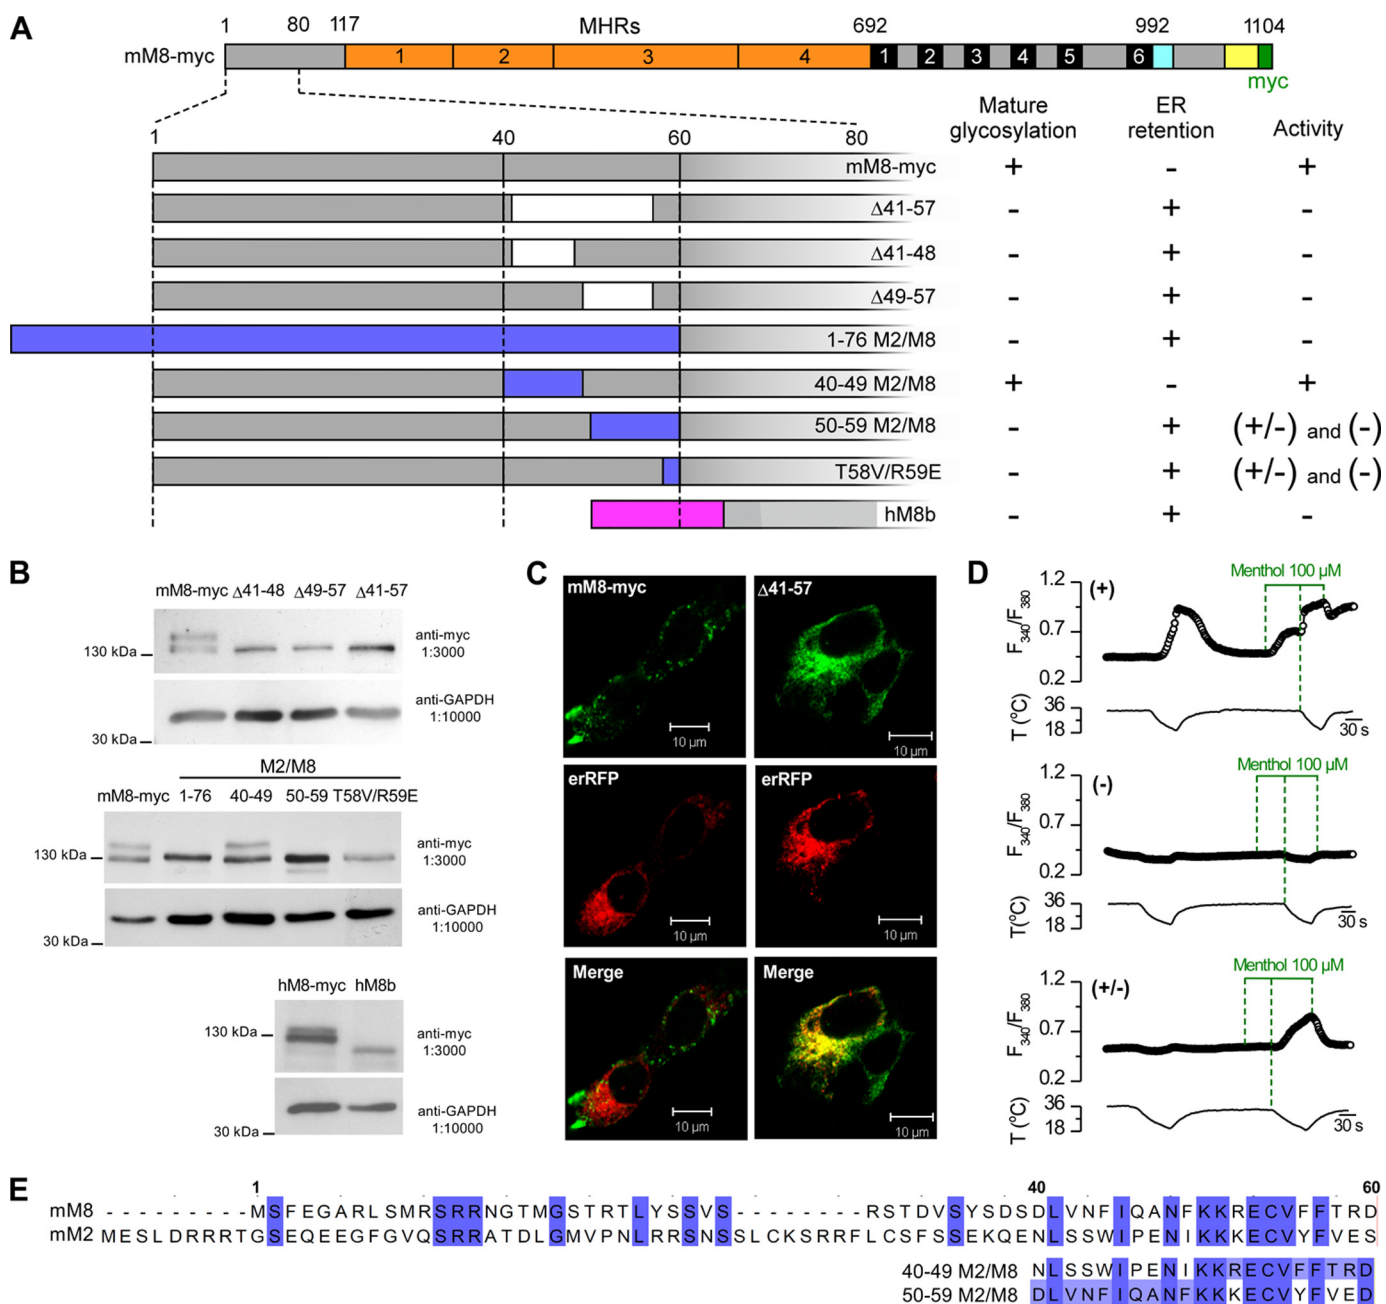 A
1 80 117 MHRs 692 992 1104
mM8-myc 1 2 3 4 1 2 3 4 5 6
myc
Mature glycosylation
ER retention
Activity
1 40 60 80
mM8-myc + - +
Δ41-57 - + -
Δ41-48 - + -
Δ49-57 - + -
1-76 M2/M8 - + -
40-49 M2/M8 + - +
50-59 M2/M8 - + (+/-) and (-)
T58V/R59E - + (+/-) and (-)
hM8b - + -
B
mM8-myc Δ41-48 Δ49-57 Δ41-57
130 kDa
anti-myc
1:3000
anti-GAPDH
1:10000
30 kDa
M2/M8
mM8-myc 1-76 40-49 50-59 T58V/R59E
130 kDa
anti-myc
1:3000
anti-GAPDH
1:10000
30 kDa
hM8-myc hM8b
130 kDa
anti-myc
1:3000
anti-GAPDH
1:10000
30 kDa
C
mM8-myc
10 µm
Δ41-57
10 µm
erRFP
10 µm
erRFP
10 µm
Merge
10 µm
Merge
10 µm
D
Menthol 100 µM
(+)
1.2
0.7
0.2
F340/F380
36
18
T (ºC)
30 s
Menthol 100 µM
(-)
1.2
0.7
0.2
F340/F380
36
18
T(ºC)
30 s
Menthol 100 µM
(+/-)
1.2
0.7
0.2
F340/F380
36
18
T (ºC)
30 s
E
1 40 60
mM8 - - - - - - - - - MSFEGARLSMRSRRNGTMGSTRTLYSSVS - - - - - - - - RSTDVSYSDSDLVNFIQANFKKRECVFFTRD
mM2 MESLDRRRTGSEQEEGFGVQSRRATDLGMVPNLRRSNSSLCKSRRFLCSFSSEKQENLSSWIPENIKKKECVYFVES
40-49 M2/M8 NLSSWIPENIKKRECVFFTRD
50-59 M2/M8 DLVNFIQANFKKRECVYFVED